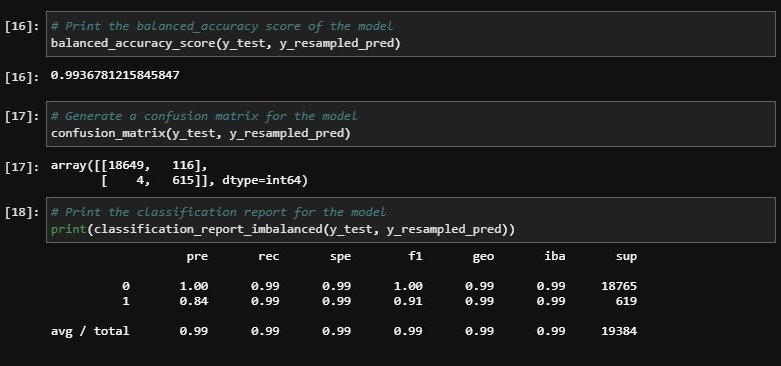 [16]: # Print the balanced_accuracy score of the model
balanced_accuracy_score(y_test, y_resampled_pred)
[16]: 0.9936781215845847
[17]: # Generate a confusion matrix for the model
confusion_matrix(y_test, y_resampled_pred)
[17]: array([[18649,   116],
       [    4,   615]], dtype=int64)
[18]: # Print the classification report for the model
print(classification_report_imbalanced(y_test, y_resampled_pred))
                   pre       rec       spe        f1       geo       iba       sup
          0       1.00      0.99      0.99      1.00      0.99      0.99     18765
          1       0.84      0.99      0.99      0.91      0.99      0.99       619
avg / total       0.99      0.99      0.99      0.99      0.99      0.99     19384